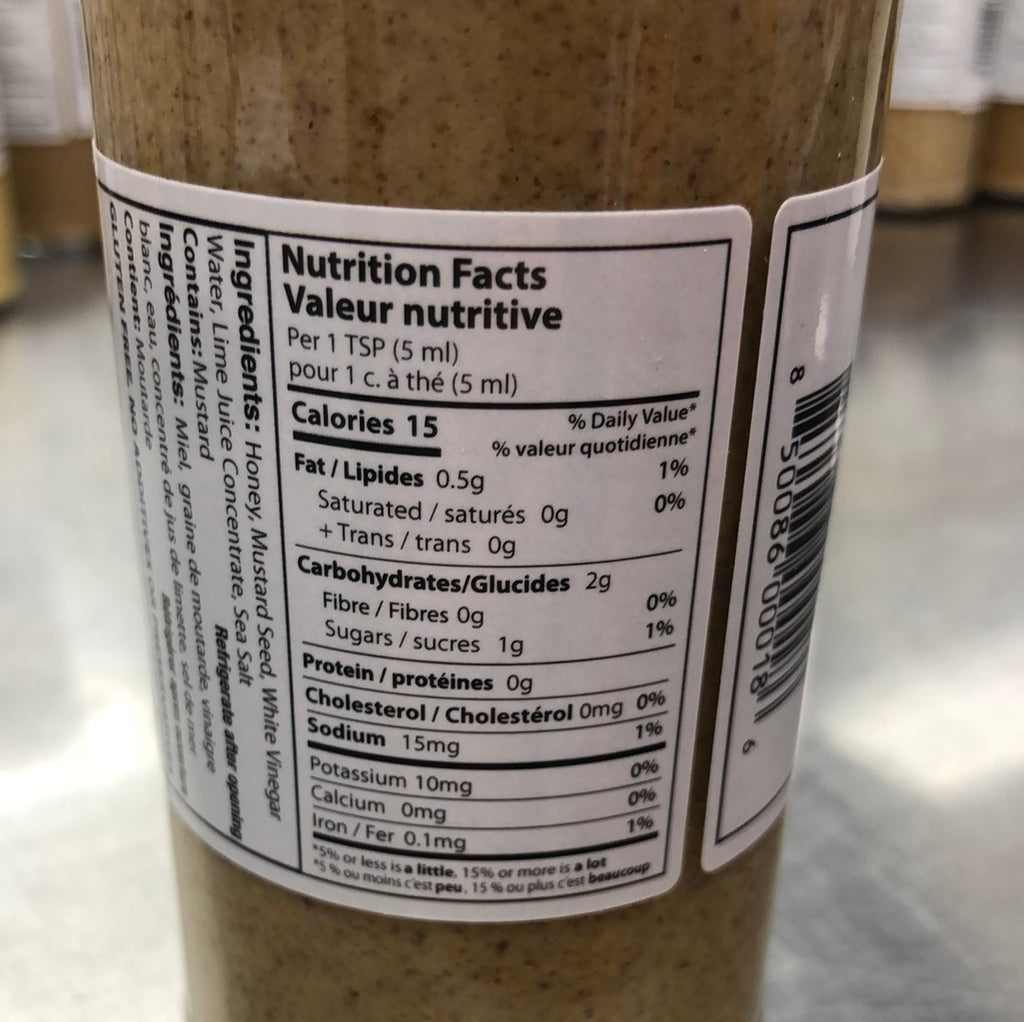 Nutrition Facts
Valeur nutritive
Per 1 TSP (5 ml)
pour 1 c. à thé (5 ml)
Calories 15
% Daily Value*
% valeur quotidienne*
Fat / Lipides 0.5g 1%
Saturated / saturés 0g 0%
+ Trans / trans 0g
Carbohydrates/Glucides 2g
Fibre / Fibres 0g 0%
Sugars / sucres 1g 1%
Protein / protéines 0g
Cholesterol / Cholestérol 0mg 0%
Sodium 15mg 1%
Potassium 10mg 0%
Calcium 0mg 0%
Iron / Fer 0.1mg 1%
*5% or less is a little, 15% or more is a lot
*5 % ou moins c'est peu, 15 % ou plus c'est beaucoup
Ingredients: Honey, Mustard Seed, White Vinegar
Water, Lime Juice Concentrate, Sea Salt
Contains: Mustard Refrigerate after opening
Ingrédients: Miel, graine de moutarde, vinaigre
blanc, eau, concentré de jus de limette, sel de mer
Contient: Moutarde Réfrigérer après ouverture
GLUTEN FREE, NO ADDITIVES OR
8 50086 00018 6